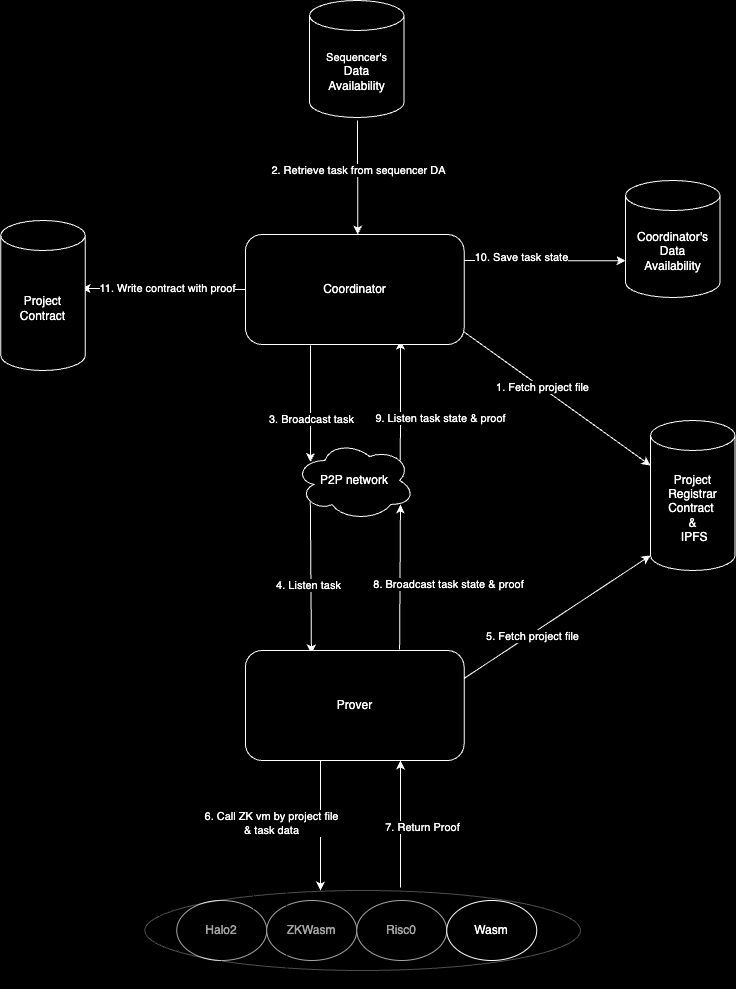 Sequencer's
Data
Availability
2. Retrieve task from sequencer DA
Coordinator's
Data
Availability
10. Save task state
Coordinator
11. Write contract with proof
Project
Contract
1. Fetch project file
3. Broadcast task
9. Listen task state & proof
P2P network
Project
Registrar
Contract
&
IPFS
4. Listen task
8. Broadcast task state & proof
5. Fetch project file
Prover
6. Call ZK vm by project file
& task data
7. Return Proof
Halo2
ZKWasm
Risc0
Wasm